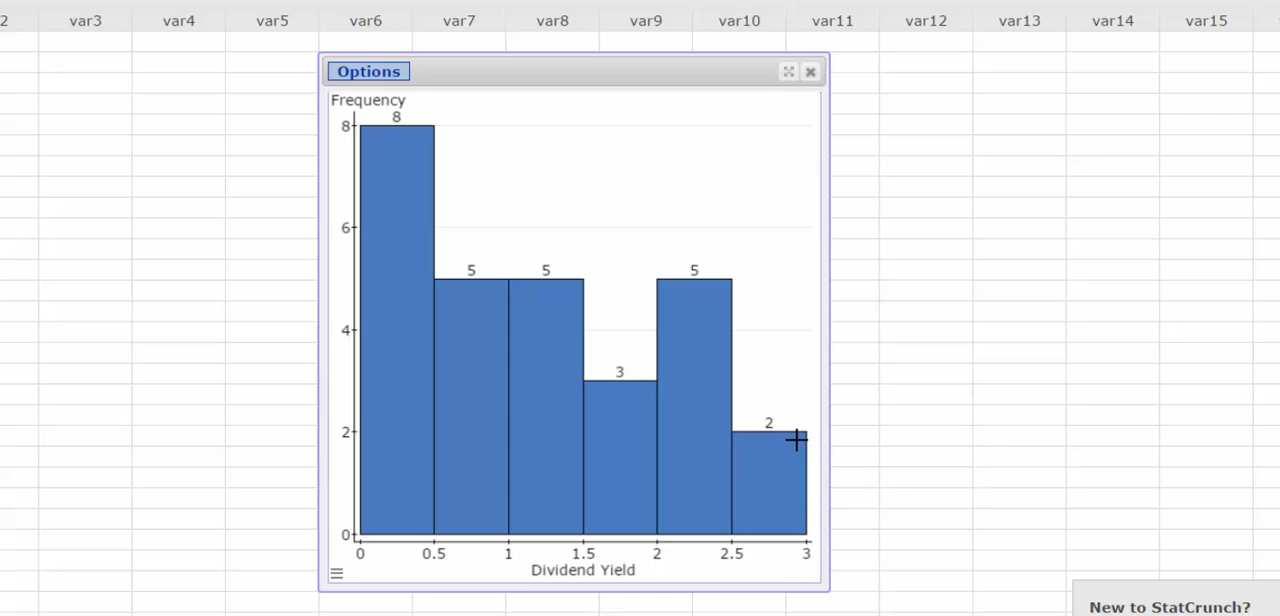 2 var3 var4 var5 var6 var7 var8 var9 var10 var11 var12 var13 var14 var15
Options
Frequency
8
8
6
5 5 5
4
3
2
2
0
0 0.5 1 1.5 2 2.5 3
Dividend Yield
New to StatCrunch?